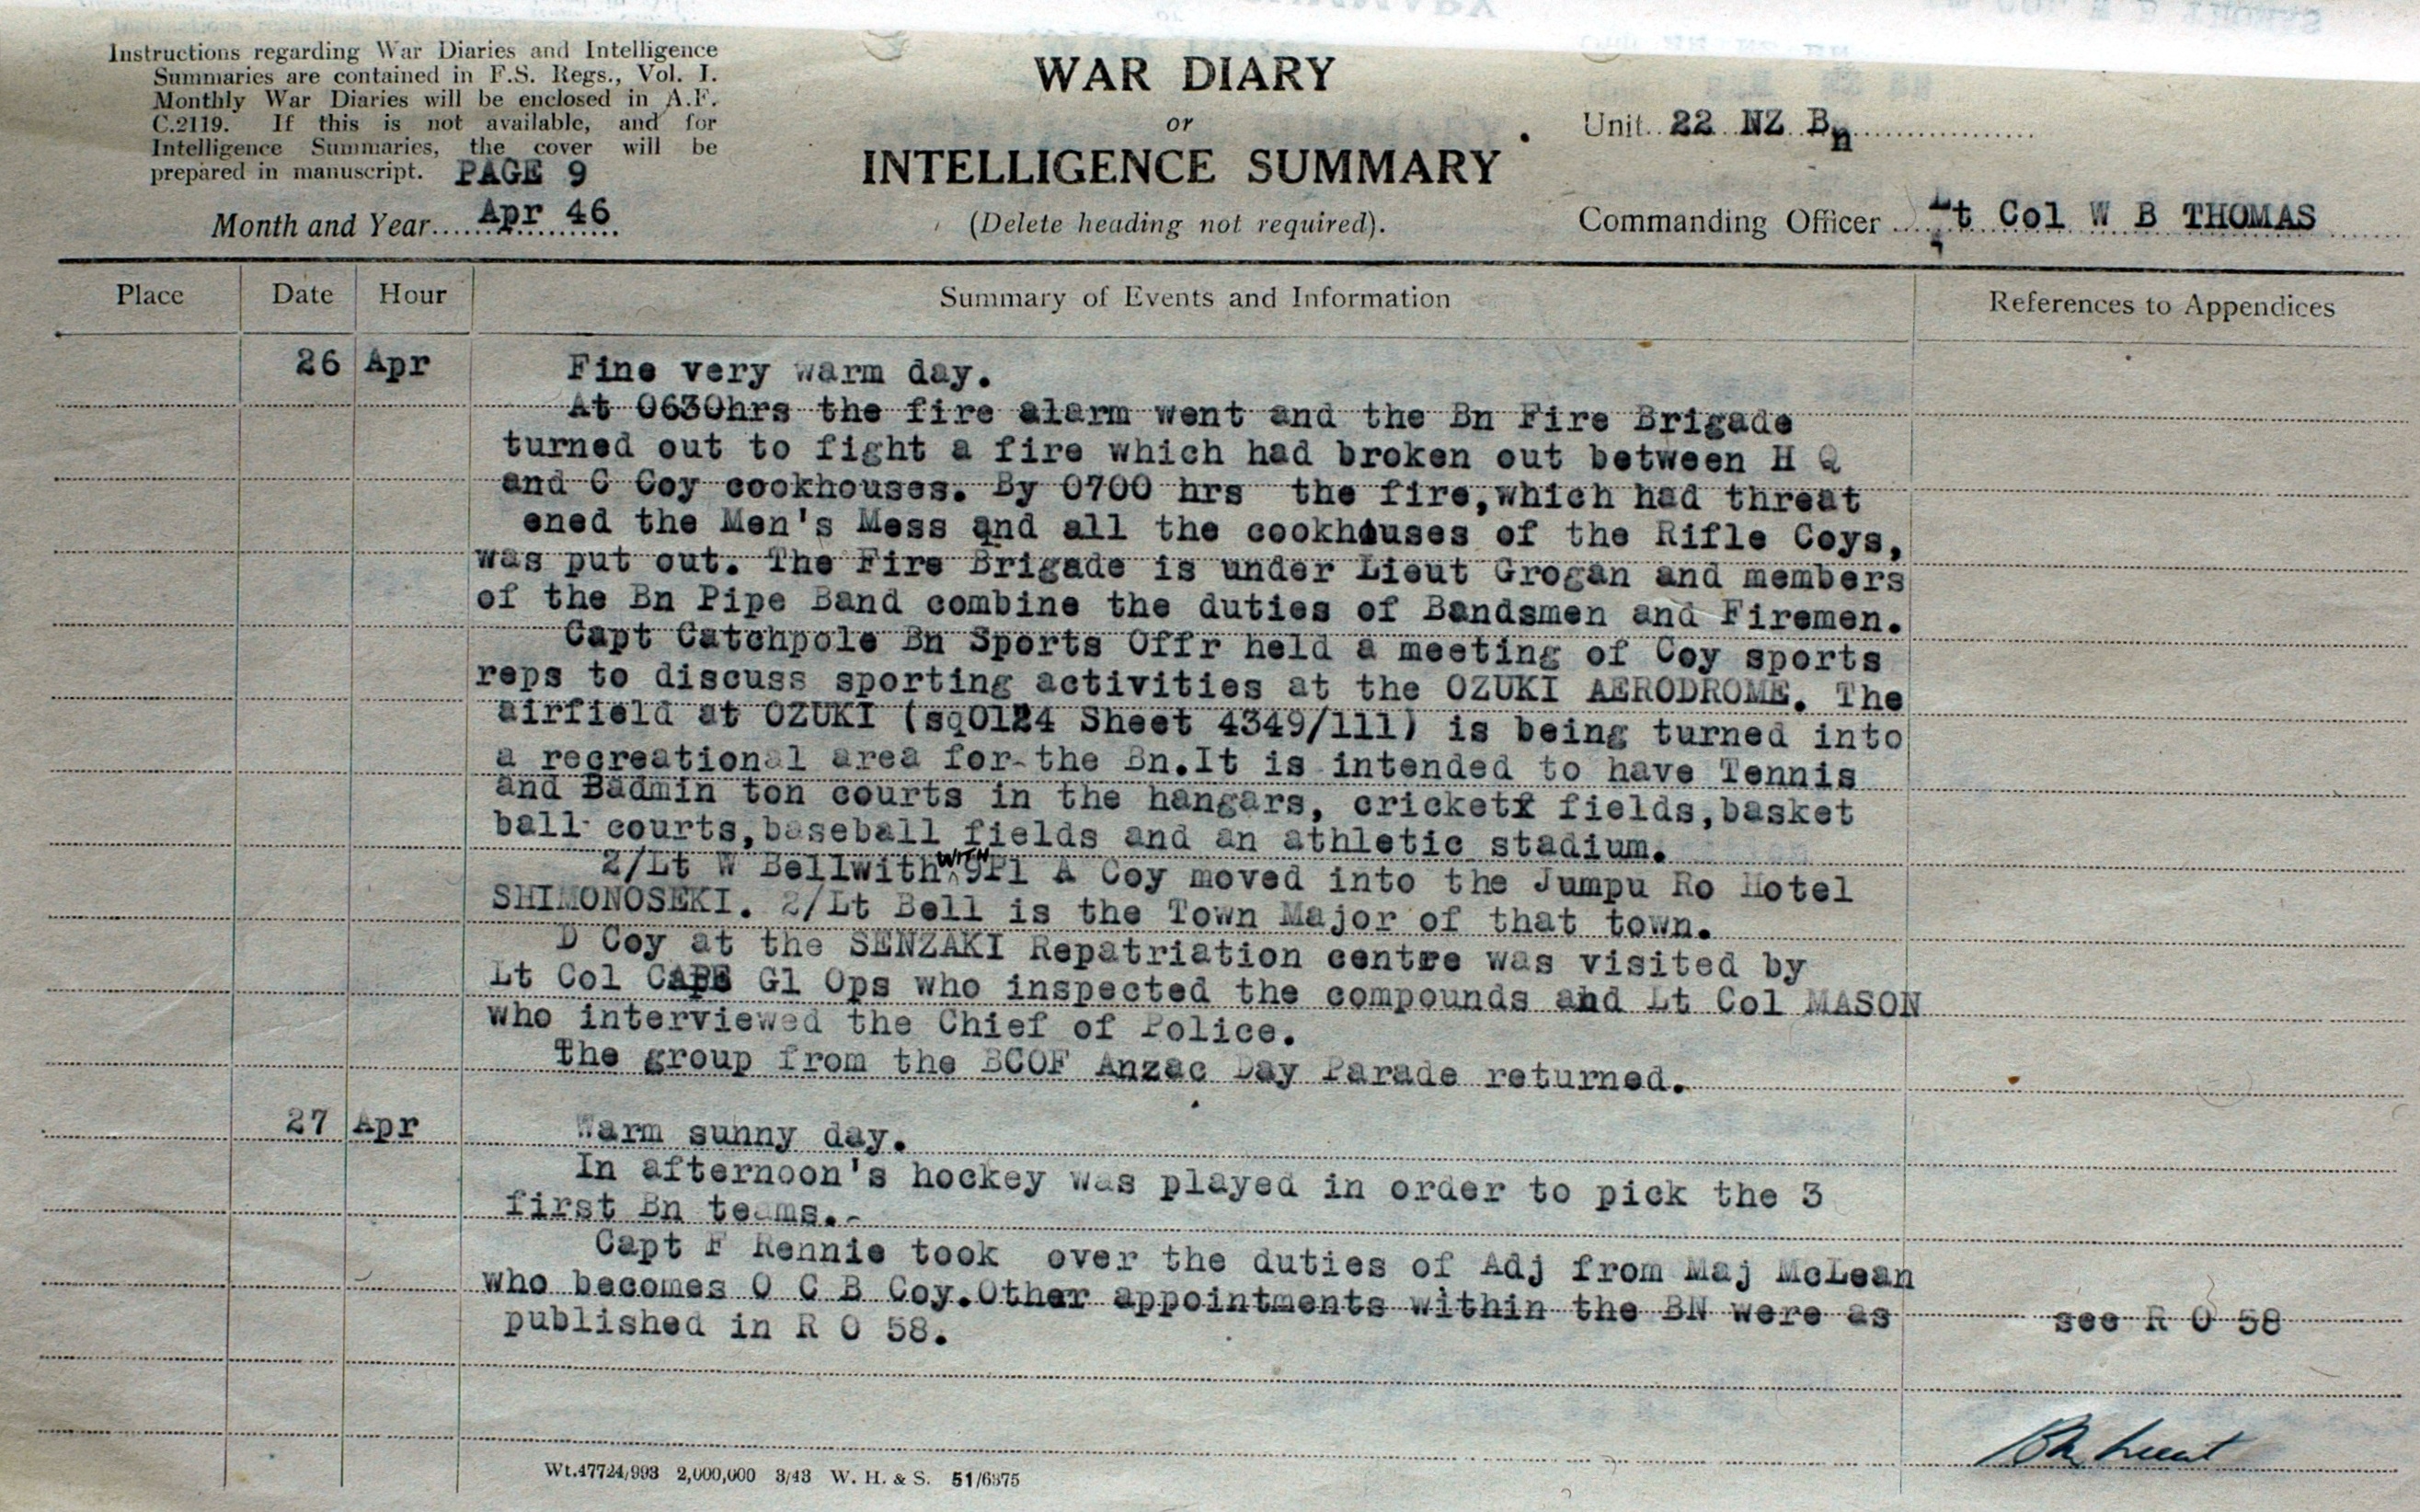 Instructions regarding War Diaries and Intelligence
Summaries are contained in F.S. Regs., Vol. I.
Monthly War Diaries will be enclosed in A.F.
C.2119. If this is not available, and for
Intelligence Summaries, the cover will be
prepared in manuscript. PAGE 9
Month and Year Apr 46
WAR DIARY
or
INTELLIGENCE SUMMARY
(Delete heading not required).
Unit 22 NZ Bn
Commanding Officer Lt Col W B THOMAS
Place Date Hour Summary of Events and Information References to Appendices
26 Apr Fine very warm day.
At 0630hrs the fire alarm went and the Bn Fire Brigade
turned out to fight a fire which had broken out between H Q
and C Coy cookhouses. By 0700 hrs the fire,which had threat
ened the Men's Mess and all the cookhouses of the Rifle Coys,
was put out. The Fire Brigade is under Lieut Grogan and members
of the Bn Pipe Band combine the duties of Bandsmen and Firemen.
Capt Catchpole Bn Sports Offr held a meeting of Coy sports
reps to discuss sporting activities at the OZUKI AERODROME. The
airfield at OZUKI (sq0124 Sheet 4349/111) is being turned into
a recreational area for-the Bn.It is intended to have Tennis
and Badmin ton courts in the hangars, cricket fields,basket
ball courts,baseball fields and an athletic stadium.
2/Lt W Bellwith WITH 9Pl A Coy moved into the Jumpu Ro Hotel
SHIMONOSEKI. 2/Lt Bell is the Town Major of that town.
D Coy at the SENZAKI Repatriation centre was visited by
Lt Col CAPE G1 Ops who inspected the compounds and Lt Col MASON
who interviewed the Chief of Police.
The group from the BCOF Anzac Day Parade returned.
27 Apr Warm sunny day.
In afternoon's hockey was played in order to pick the 3
first Bn teams.-
Capt F Rennie took over the duties of Adj from Maj McLean
who becomes O C B Coy.Other appointments within the BN were as see R O 58
published in R O 58.
Wt.47724/993 2,000,000 3/43 W. H. & S. 51/6375